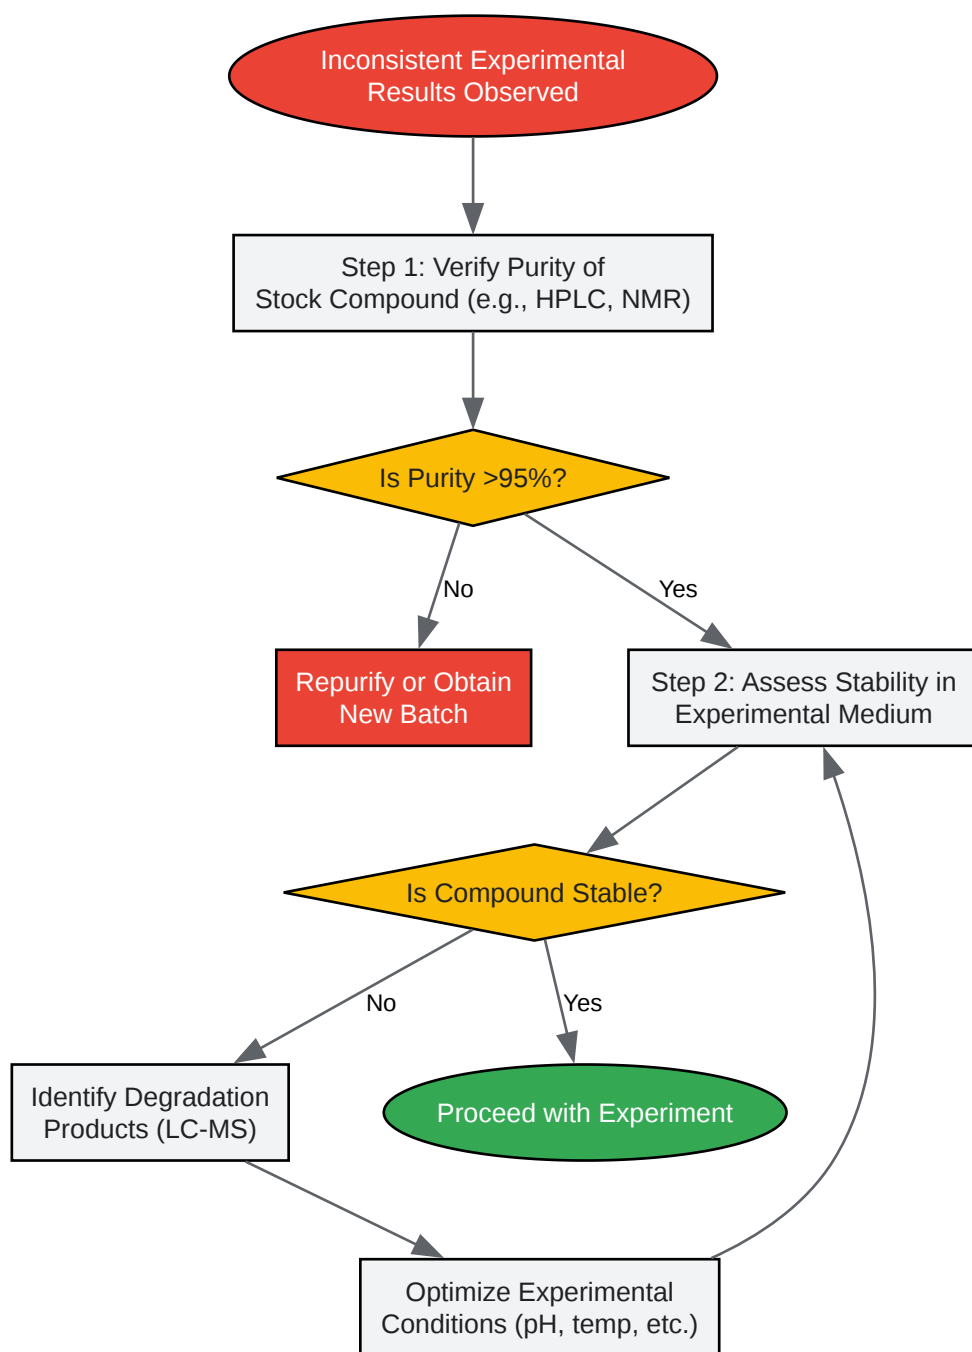 Inconsistent Experimental
Results Observed
Step 1: Verify Purity of
Stock Compound (e.g., HPLC, NMR)
Is Purity >95%?
No
Yes
Repurify or Obtain
New Batch
Step 2: Assess Stability in
Experimental Medium
Is Compound Stable?
No
Yes
Identify Degradation
Products (LC-MS)
Proceed with Experiment
Optimize Experimental
Conditions (pH, temp, etc.)